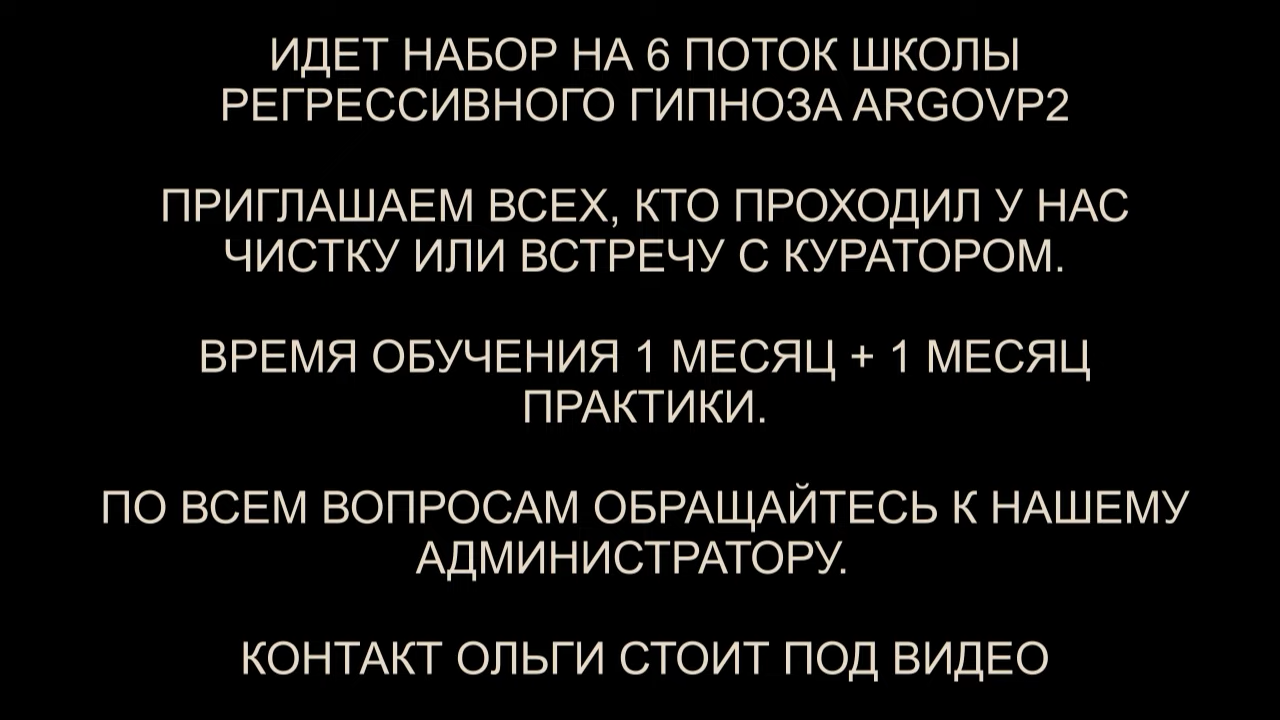 ИДЕТ НАБОР НА 6 ПОТОК ШКОЛЫ
РЕГРЕССИВНОГО ГИПНОЗА ARGOVP2
ПРИГЛАШАЕМ ВСЕХ, КТО ПРОХОДИЛ У НАС
ЧИСТКУ ИЛИ ВСТРЕЧУ С КУРАТОРОМ.
ВРЕМЯ ОБУЧЕНИЯ 1 МЕСЯЦ + 1 МЕСЯЦ
ПРАКТИКИ.
ПО ВСЕМ ВОПРОСАМ ОБРАЩАЙТЕСЬ К НАШЕМУ
АДМИНИСТРАТОРУ.
КОНТАКТ ОЛЬГИ СТОИТ ПОД ВИДЕО